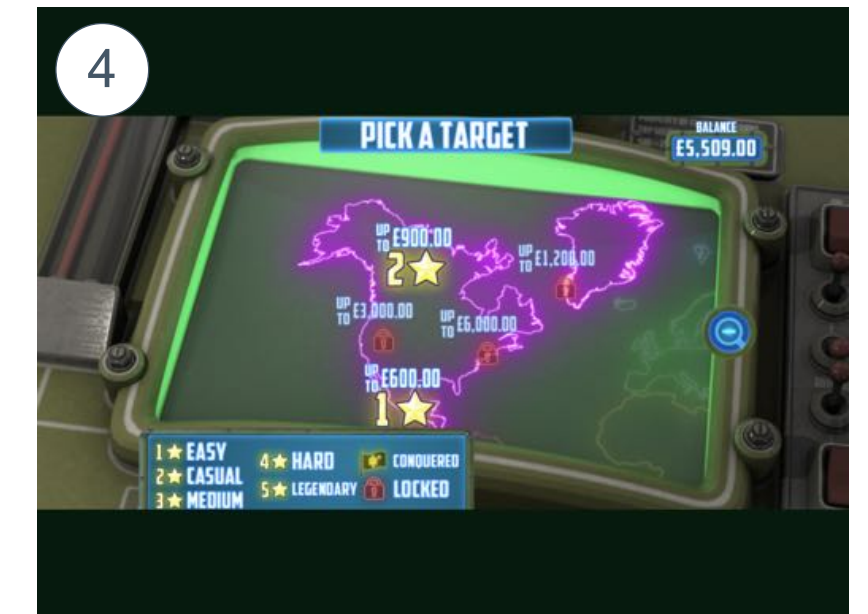 4
PICK A TARGET
BALANCE
£5,509.00
UP TO £900.00
2
UP TO £1,200.00
UP TO £3,000.00
UP TO £6,000.00
UP TO £600.00
1
1 ★ EASY
2 ★ CASUAL
3 ★ MEDIUM
4 ★ HARD
5 ★ LEGENDARY
CONQUERED
LOCKED